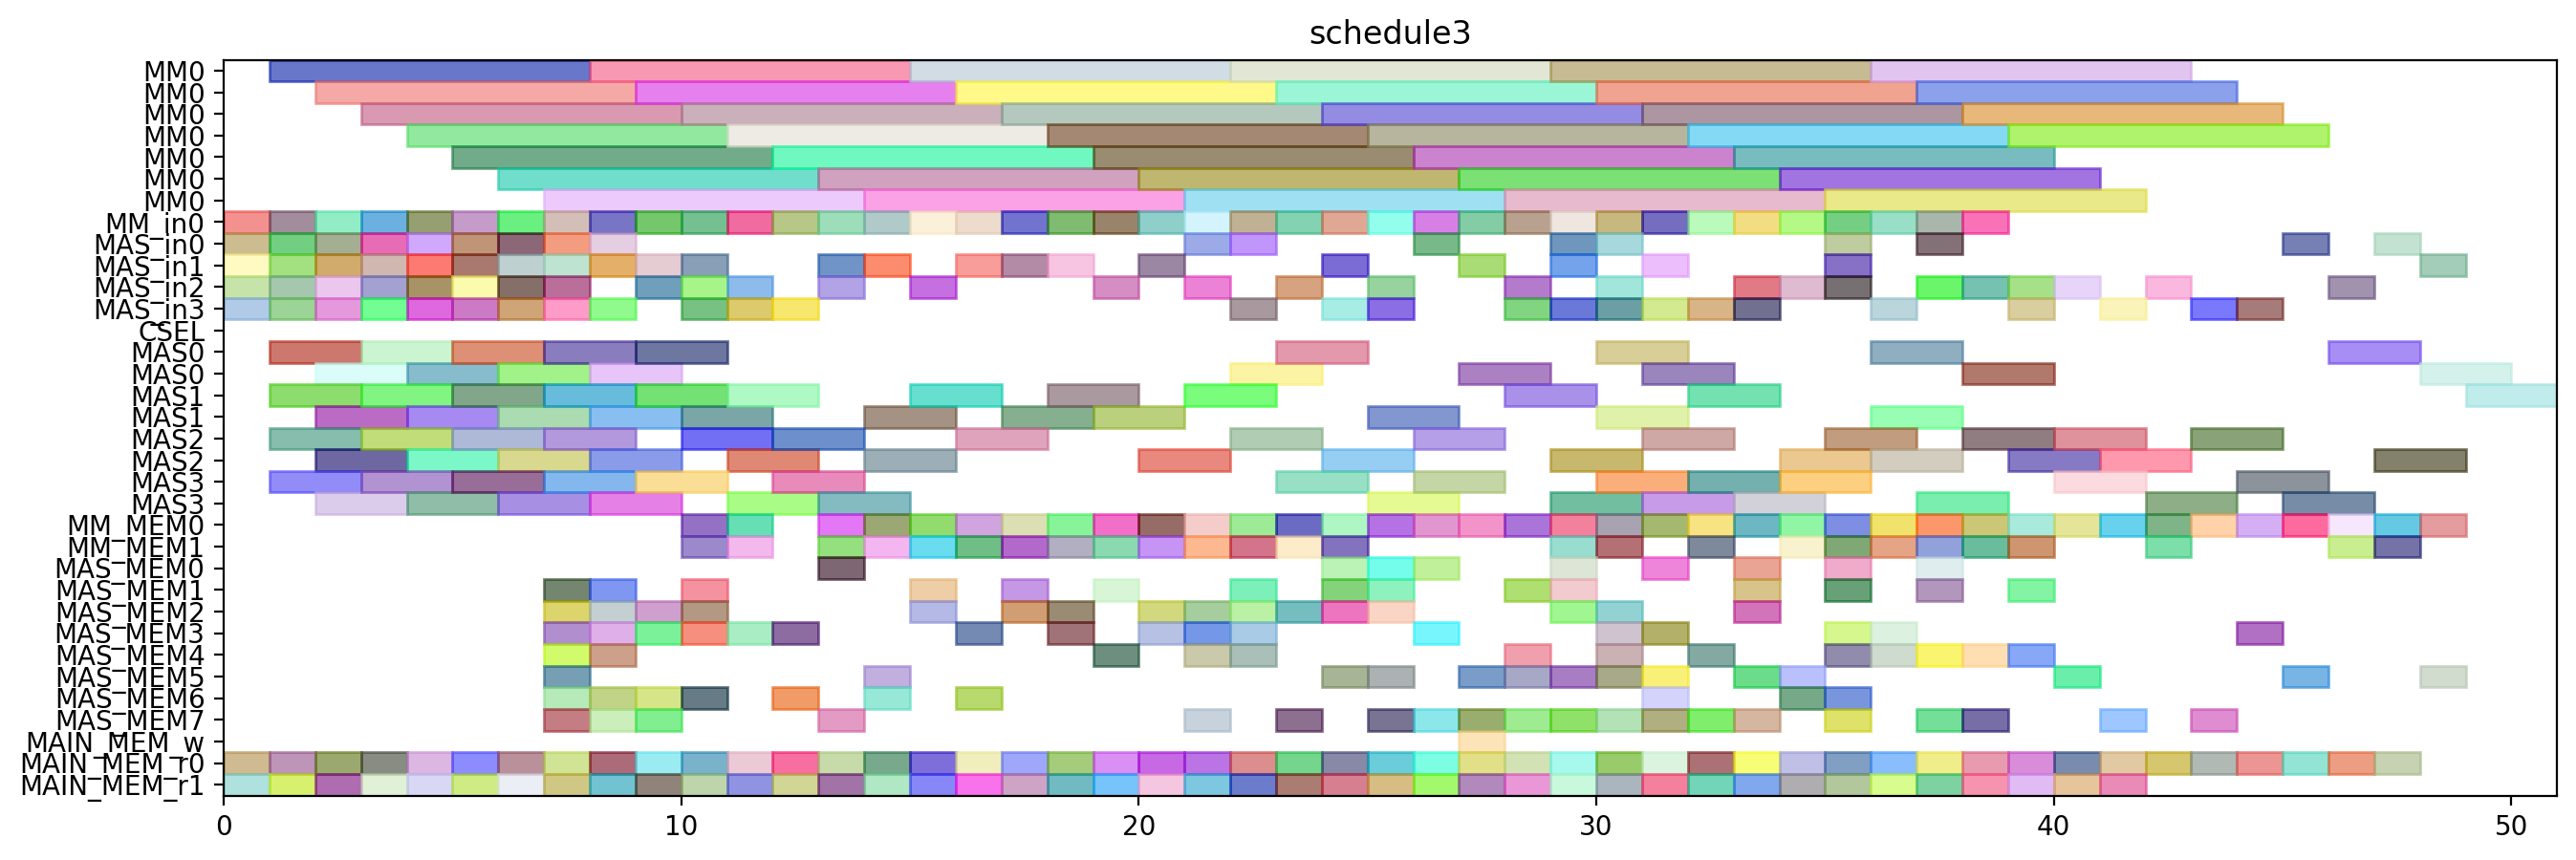 schedule3
MM0
MM0
MM0
MM0
MM0
MM0
MM0
MM_in0
MAS_in0
MAS_in1
MAS_in2
MAS_in3
CSEL
MAS0
MAS0
MAS1
MAS1
MAS2
MAS2
MAS3
MAS3
MM_MEM0
MM_MEM1
MAS_MEM0
MAS_MEM1
MAS_MEM2
MAS_MEM3
MAS_MEM4
MAS_MEM5
MAS_MEM6
MAS_MEM7
MAIN_MEM_w
MAIN_MEM_r0
MAIN_MEM_r1
0 10 20 30 40 50